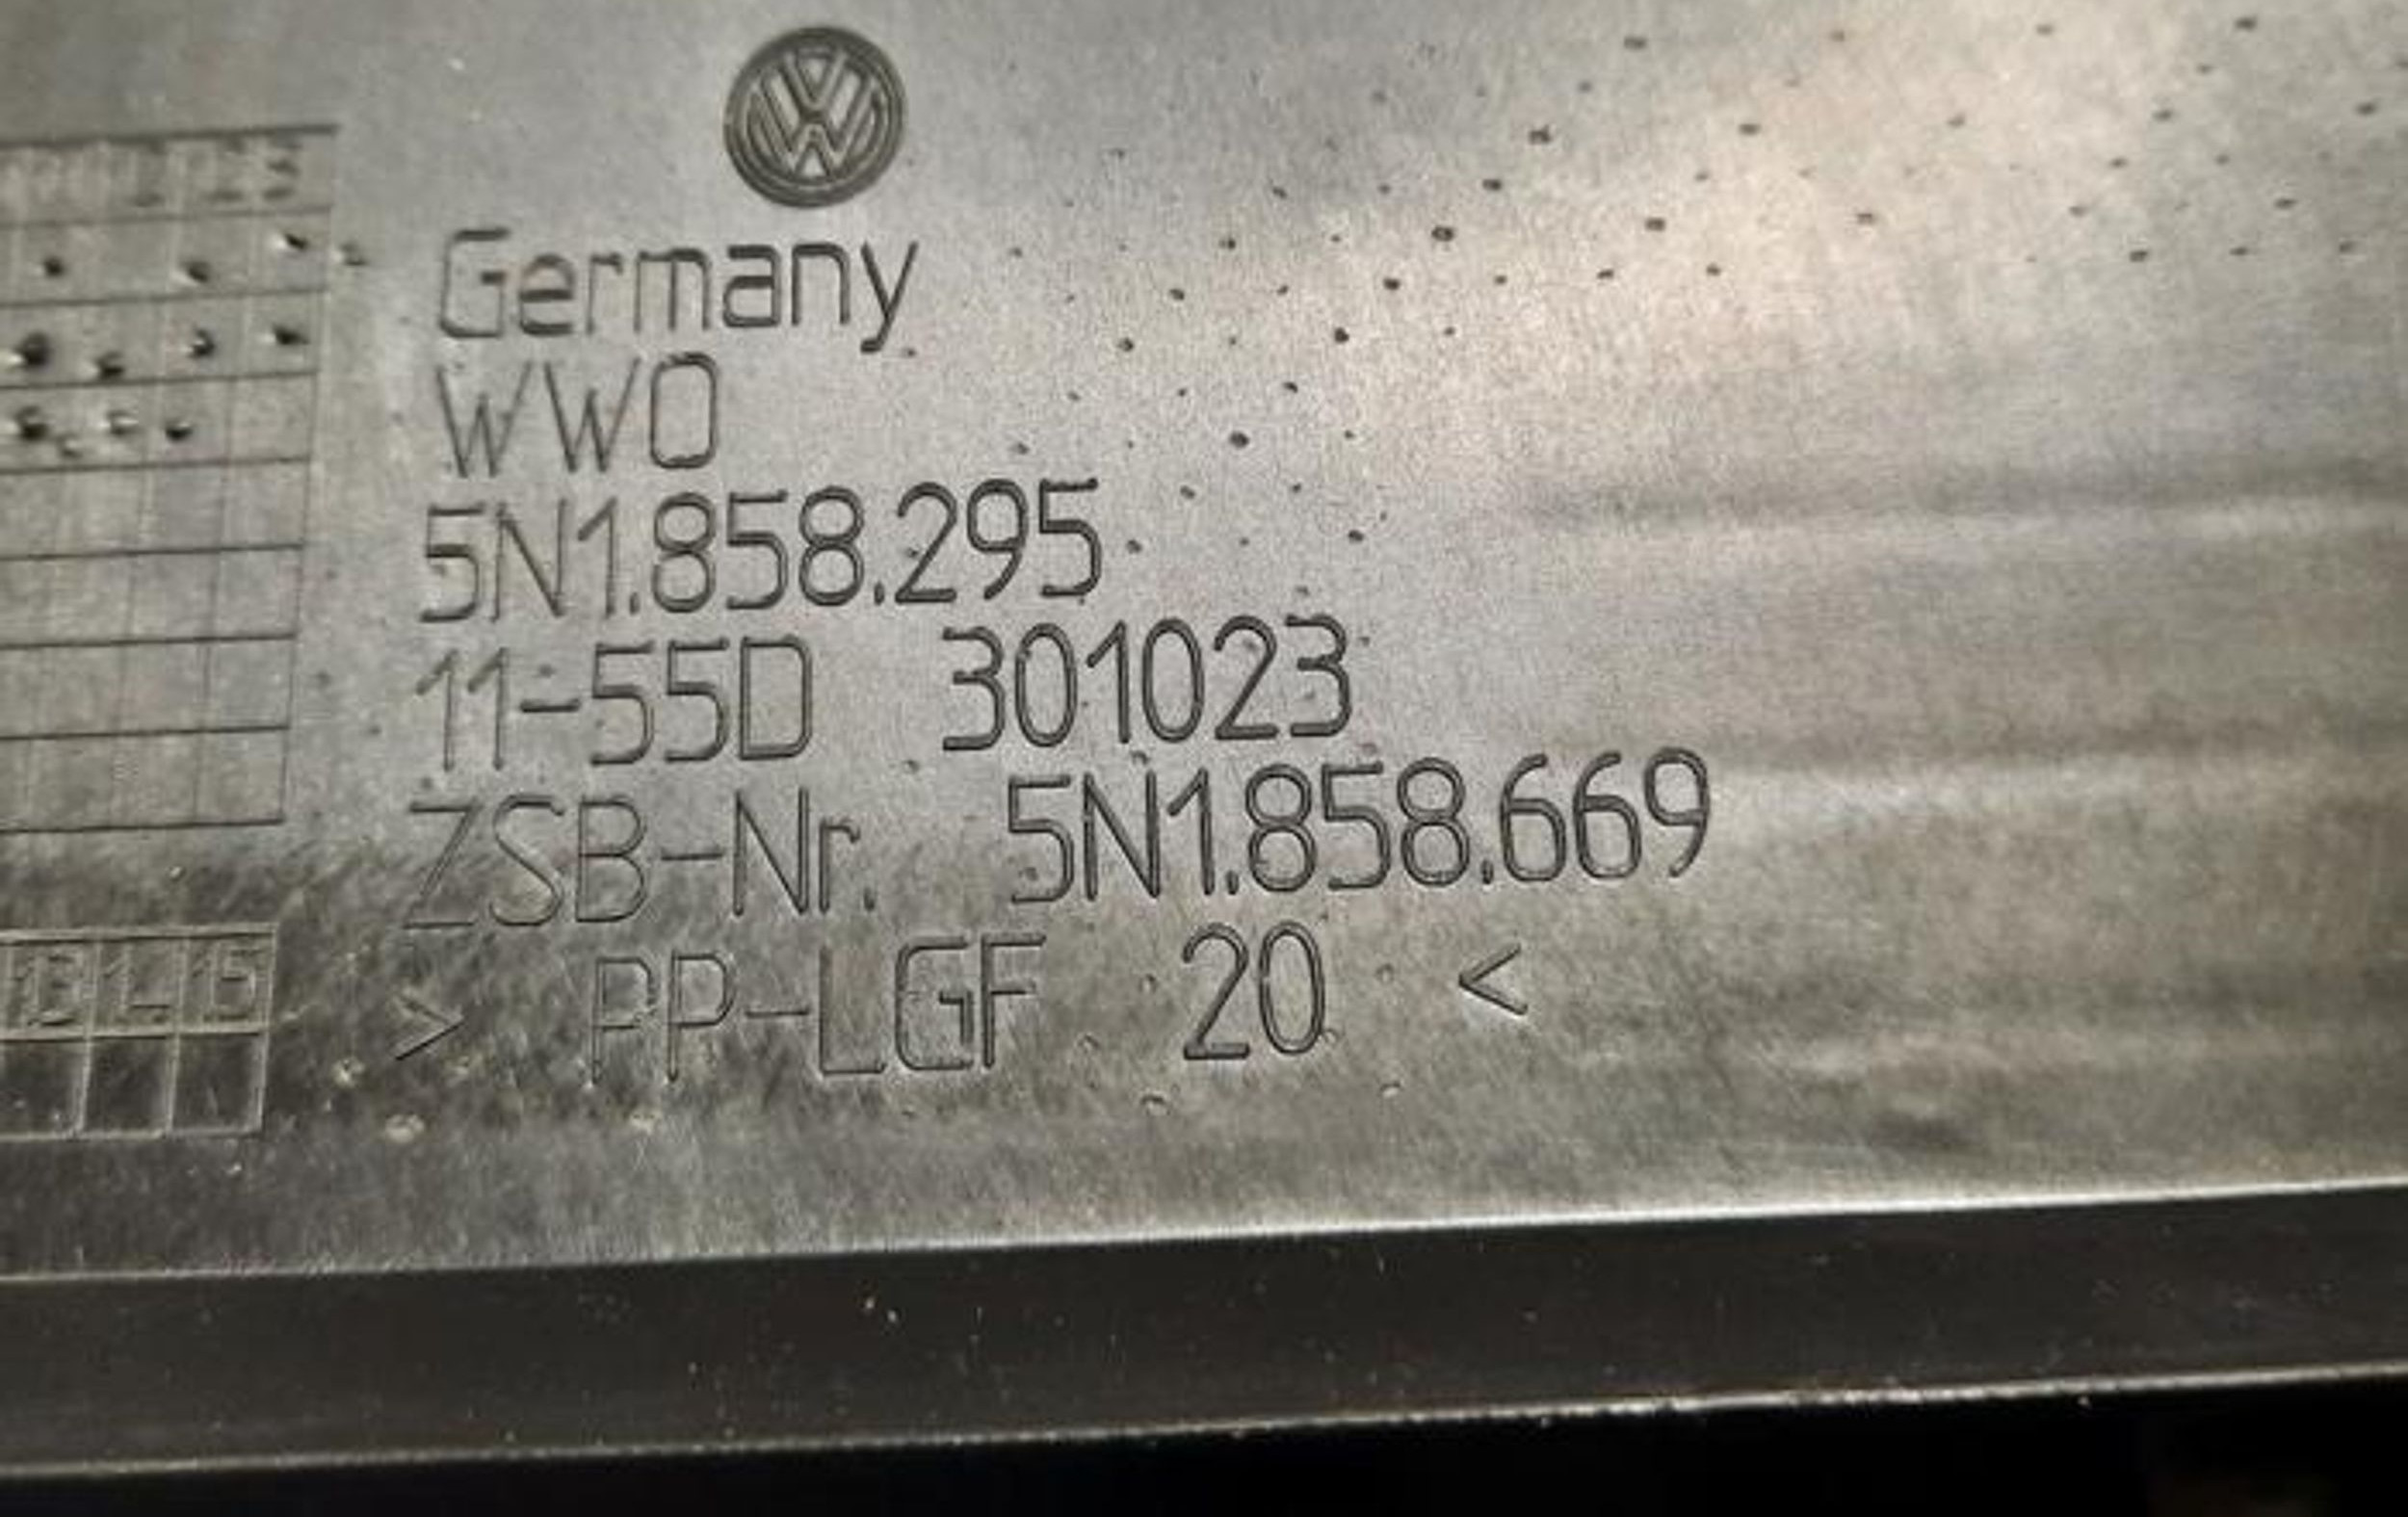 Germany
WWO
5N1.858.295
11-55D 301023
ZSB-Nr. 5N1.858.669
> PP-LGF 20 <